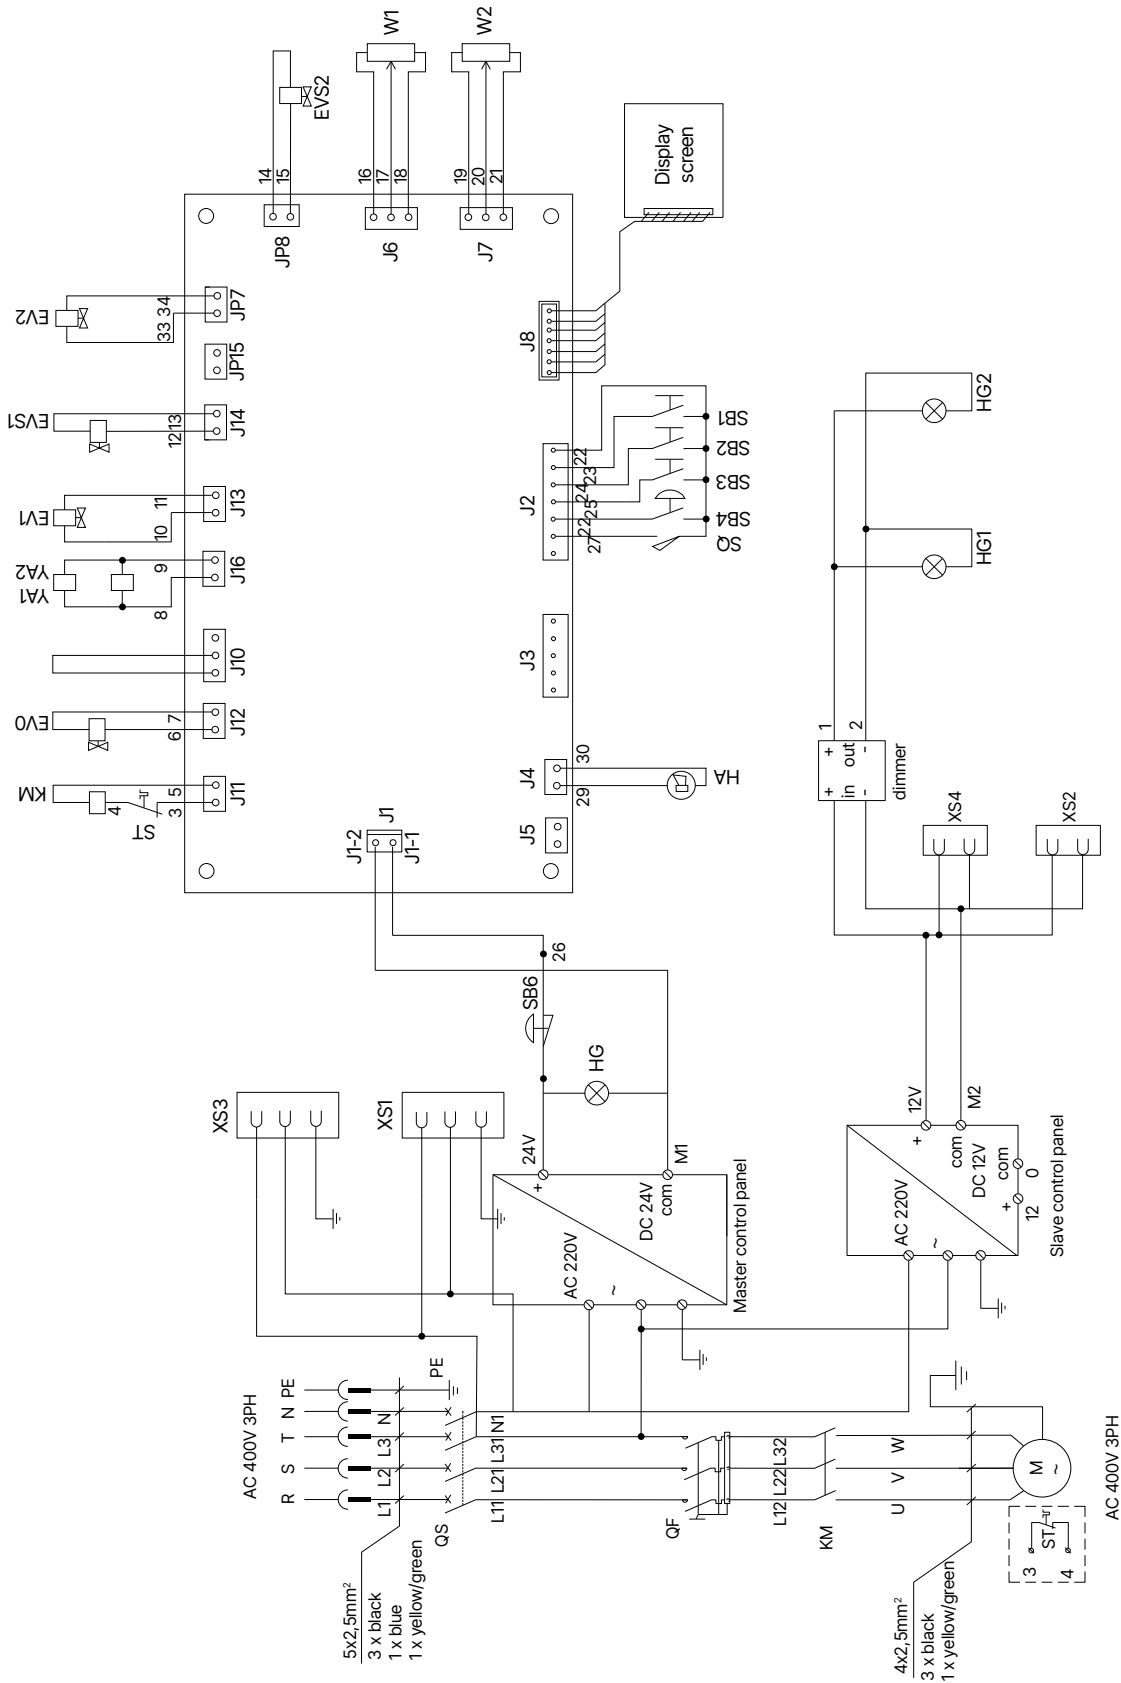 W1
W2
EVS2
14
15
16
17
18
19
20
21
JP8
J6
J7
Display
screen
EV2
33
34
JP7
JP15
EVS1
12
13
J14
EV1
10
11
J13
YA2
YA1
8
9
J16
J10
EV0
6
7
J12
KM
4
ST
3
5
J11
J8
J2
22
23
24
25
22
27
SB1
SB2
SB3
SB4
SQ
J3
J4
30
29
HA
J5
J1-2
J1
J1-1
26
SB6
HG
24V
M1
+
DC 24V
com
AC 220V
~
Master control panel
XS3
XS1
HG2
HG1
1
2
+ -
out
in
+ -
dimmer
XS4
XS2
12V
M2
+
com
DC 12V
com
AC 220V
~
+
12
0
Slave control panel
AC 400V 3PH
R S T N PE
L1 L2 L3 N PE
QS
L11 L21 L31 N1
QF
L12 L22 L32
KM
U V W
M
~
AC 400V 3PH
ST
3
4
5x2,5mm²
3 x black
1 x blue
1 x yellow/green
4x2,5mm²
3 x black
1 x yellow/green